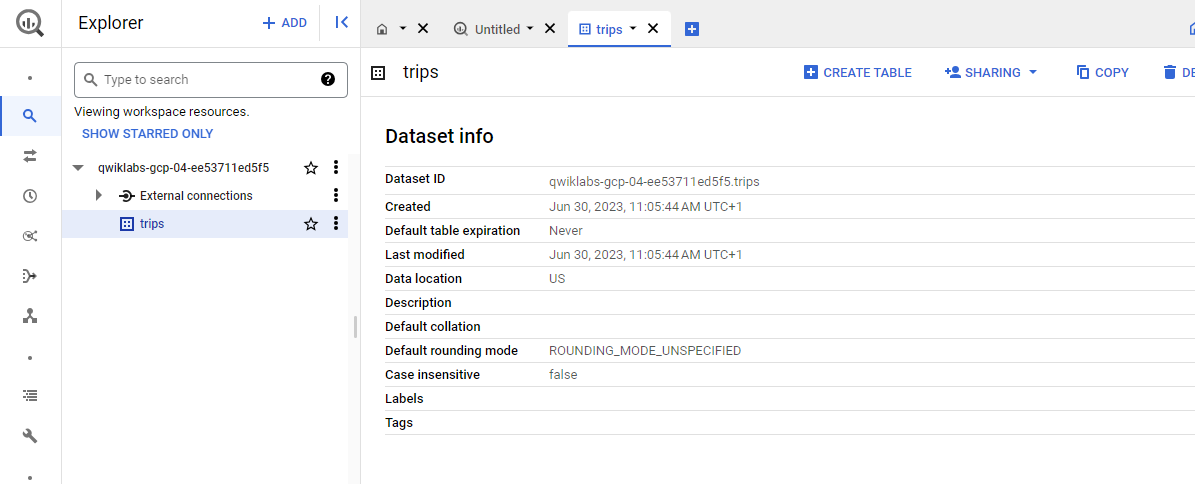 Explorer
ADD
Untitled
trips
Type to search
Viewing workspace resources.
SHOW STARRED ONLY
qwiklabs-gcp-04-ee53711ed5f5
External connections
trips
trips
CREATE TABLE
SHARING
COPY
DE
Dataset info
Dataset ID qwiklabs-gcp-04-ee53711ed5f5.trips
Created Jun 30, 2023, 11:05:44 AM UTC+1
Default table expiration Never
Last modified Jun 30, 2023, 11:05:44 AM UTC+1
Data location US
Description
Default collation
Default rounding mode ROUNDING_MODE_UNSPECIFIED
Case insensitive false
Labels
Tags